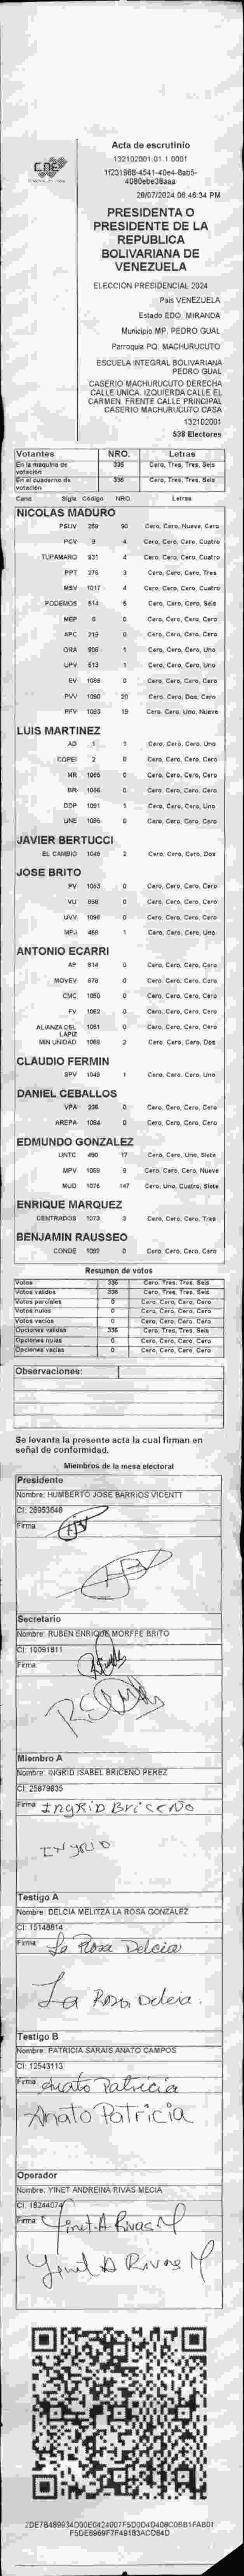 CNE
Acta de escrutinio
132102001.01.1.0001
28/07/2024 06:46:34 PM
PRESIDENTA O
PRESIDENTE DE LA
REPUBLICA
BOLIVARIANA DE
VENEZUELA
ELECCIÓN PRESIDENCIAL 2024
País VENEZUELA
Estado EDO. MIRANDA
Municipio MP. PEDRO GUAL
Parroquia PQ. MACHURUCUTO
ESCUELA INTEGRAL BOLIVARIANA
PEDRO GUAL
CASERIO MACHURUCUTO DERECHA
CALLE UNICA. IZQUIERDA CALLE EL
CARMEN. FRENTE CALLE PRINCIPAL
CASERIO MACHURUCUTO CASA
132102001
538 Electores
Votantes NRO. Letras
En la maquina de votación 336 Cero, Tres, Tres, Seis
En el cuaderno de votación 336 Cero, Tres, Tres, Seis
Cand Sigla Código NRO. Letras
NICOLAS MADURO
PSUV 289 90 Cero, Cero, Nueve, Cero
PCV 9 4 Cero, Cero, Cero, Cuatro
TUPAMARO 931 4 Cero, Cero, Cero, Cuatro
PPT 276 3 Cero, Cero, Cero, Tres
MSV 1017 4 Cero, Cero, Cero, Cuatro
PODEMOS 514 6 Cero, Cero, Cero, Seis
MEP 6 0 Cero, Cero, Cero, Cero
APC 219 0 Cero, Cero, Cero, Cero
ORA 906 1 Cero, Cero, Cero, Uno
UPV 513 1 Cero, Cero, Cero, Uno
EV 1089 0 Cero, Cero, Cero, Cero
PVV 1090 20 Cero, Cero, Dos, Cero
PFV 1093 19 Cero, Cero, Uno, Nueve
LUIS MARTINEZ
AD 1 1 Cero, Cero, Cero, Uno
COPEI 2 0 Cero, Cero, Cero, Cero
MR 1065 0 Cero, Cero, Cero, Cero
BR 1066 0 Cero, Cero, Cero, Cero
DDP 1091 1 Cero, Cero, Cero, Uno
UNE 1095 0 Cero, Cero, Cero, Cero
JAVIER BERTUCCI
EL CAMBIO 1049 2 Cero, Cero, Cero, Dos
JOSE BRITO
PV 1053 0 Cero, Cero, Cero, Cero
VU 868 0 Cero, Cero, Cero, Cero
UVV 1096 0 Cero, Cero, Cero, Cero
MPJ 458 1 Cero, Cero, Cero, Uno
ANTONIO ECARRI
AP 914 0 Cero, Cero, Cero, Cero
MOVEV 979 0 Cero, Cero, Cero, Cero
CMC 1050 0 Cero, Cero, Cero, Cero
FV 1062 0 Cero, Cero, Cero, Cero
ALIANZA DEL LAPIZ 1051 0 Cero, Cero, Cero, Cero
MIN UNIDAD 1068 2 Cero, Cero, Cero, Dos
CLAUDIO FERMIN
SPV 1048 1 Cero, Cero, Cero, Uno
DANIEL CEBALLOS
VPA 236 0 Cero, Cero, Cero, Cero
AREPA 1094 0 Cero, Cero, Cero, Cero
EDMUNDO GONZALEZ
UNTC 490 17 Cero, Cero, Uno, Siete
MPV 1069 9 Cero, Cero, Cero, Nueve
MUD 1076 147 Cero, Uno, Cuatro, Siete
ENRIQUE MARQUEZ
CENTRADOS 1073 3 Cero, Cero, Cero, Tres
BENJAMIN RAUSSEO
CONDE 1092 0 Cero, Cero, Cero, Cero
Resumen de votos
Votos 336 Cero, Tres, Tres, Seis
Votos validos 336 Cero, Tres, Tres, Seis
Votos parciales 0 Cero, Cero, Cero, Cero
Votos nulos 0 Cero, Cero, Cero, Cero
Votos vacios 0 Cero, Cero, Cero, Cero
Opciones validas 336 Cero, Tres, Tres, Seis
Opciones nulas 0 Cero, Cero, Cero, Cero
Opciones vacias 0 Cero, Cero, Cero, Cero
Observaciones:
Se levanta la presente acta la cual firman en
señal de conformidad.
Miembros de la mesa electoral
Presidente
Nombre: HUMBERTO JOSE BARRIOS VICENTT
CI: 26953648
Firma:
Secretario
Nombre: RUBEN ENRIQUE MORFFE BRITO
CI: 10091811
Firma:
Miembro A
Nombre: INGRID ISABEL BRICEÑO PEREZ
CI: 25879835
Firma: INGRID BRICEÑO
INGRID
Testigo A
Nombre: DELCIA MELITZA LA ROSA GONZALEZ
CI: 15148814
Firma: La Rosa Delcia
La Rosa Delcia.
Testigo B
Nombre: PATRICIA SARAIS ANATO CAMPOS
CI: 12543113
Firma: Anato Patricia
Anato Patricia
Operador
Nombre: YINET ANDREINA RIVAS MECIA
CI: 18244074
Firma: Yinet A Rivas M
Yinet A Rivas M